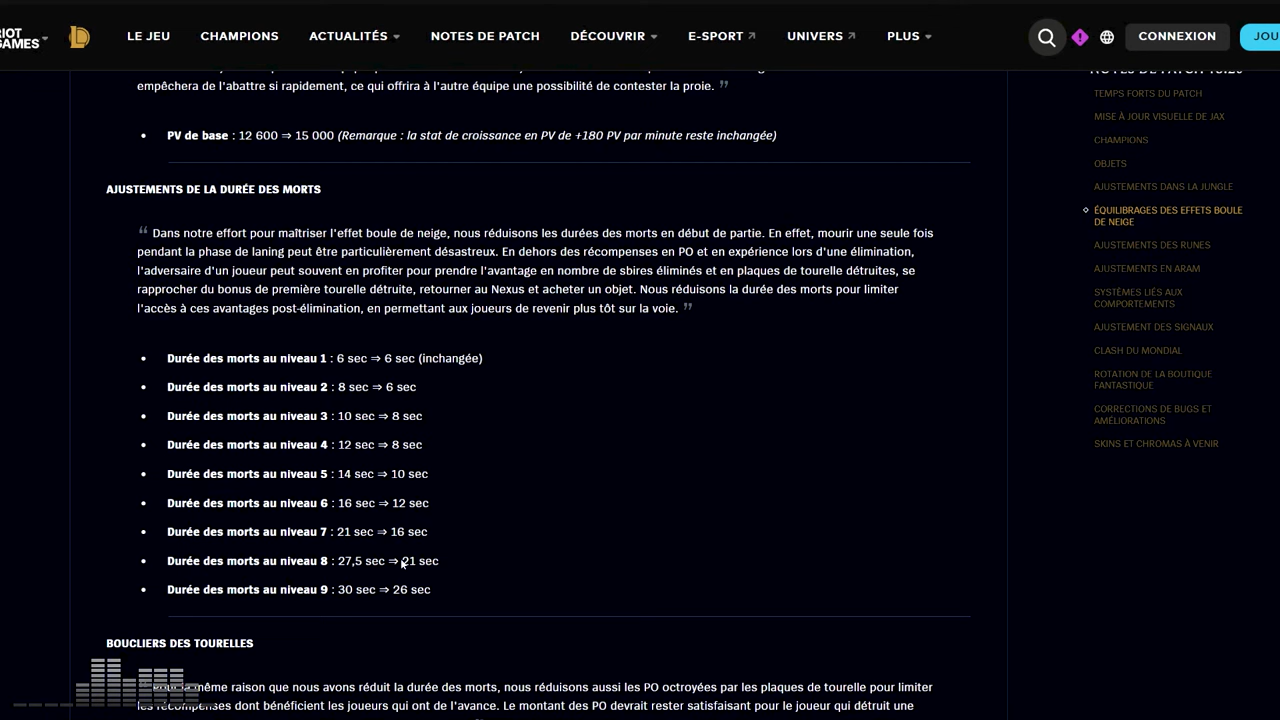 RIOT
GAMES
LE JEU
CHAMPIONS
ACTUALITÉS
NOTES DE PATCH
DÉCOUVRIR
E-SPORT
UNIVERS
PLUS
CONNEXION
JOU
empêchera de l'abattre si rapidement, ce qui offrira à l'autre équipe une possibilité de contester la proie. ”
• PV de base : 12 600 ⇒ 15 000 (Remarque : la stat de croissance en PV de +180 PV par minute reste inchangée)
AJUSTEMENTS DE LA DURÉE DES MORTS
“ Dans notre effort pour maîtriser l'effet boule de neige, nous réduisons les durées des morts en début de partie. En effet, mourir une seule fois
pendant la phase de laning peut être particulièrement désastreux. En dehors des récompenses en PO et en expérience lors d'une élimination,
l'adversaire d'un joueur peut souvent en profiter pour prendre l'avantage en nombre de sbires éliminés et en plaques de tourelle détruites, se
rapprocher du bonus de première tourelle détruite, retourner au Nexus et acheter un objet. Nous réduisons la durée des morts pour limiter
l'accès à ces avantages post-élimination, en permettant aux joueurs de revenir plus tôt sur la voie. ”
• Durée des morts au niveau 1 : 6 sec ⇒ 6 sec (inchangée)
• Durée des morts au niveau 2 : 8 sec ⇒ 6 sec
• Durée des morts au niveau 3 : 10 sec ⇒ 8 sec
• Durée des morts au niveau 4 : 12 sec ⇒ 8 sec
• Durée des morts au niveau 5 : 14 sec ⇒ 10 sec
• Durée des morts au niveau 6 : 16 sec ⇒ 12 sec
• Durée des morts au niveau 7 : 21 sec ⇒ 16 sec
• Durée des morts au niveau 8 : 27,5 sec ⇒ 21 sec
• Durée des morts au niveau 9 : 30 sec ⇒ 26 sec
BOUCLIERS DES TOURELLES
même raison que nous avons réduit la durée des morts, nous
aussi les PO octroyées par les
tourelle pour limiter
les récompenses dont bénéficient les joueurs qui ont de l'avance. Le montant des PO devrait rester satisfaisant pour le joueur qui détruit une
TEMPS FORTS DU PATCH
MISE À JOUR VISUELLE DE JAX
CHAMPIONS
OBJETS
AJUSTEMENTS DANS LA JUNGLE
ÉQUILIBRAGES DES EFFETS BOULE
DE NEIGE
AJUSTEMENTS DES RUNES
AJUSTEMENTS EN ARAM
SYSTÈMES LIÉS AUX
COMPORTEMENTS
AJUSTEMENT DES SIGNAUX
CLASH DU MONDIAL
ROTATION DE LA BOUTIQUE
FANTASTIQUE
CORRECTIONS DE BUGS ET
AMÉLIORATIONS
SKINS ET CHROMAS À VENIR